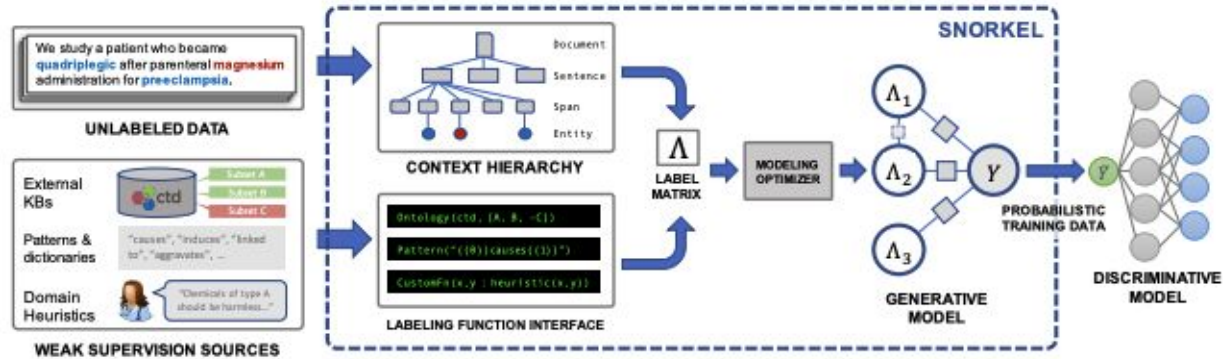 We study a patient who became
quadriplegic after parenteral magnesium
administration for preeclampsia.
UNLABELED DATA
External
KBs
ctd
Subset A
Subset B
Subset C
Patterns &
dictionaries
"causes", "induces", "linked
to", "aggravates", ...
Domain
Heuristics
"Chemicals of type A
should be harmless..."
WEAK SUPERVISION SOURCES
SNORKEL
Document
Sentence
Span
Entity
CONTEXT HIERARCHY
Ontology(ctd, [A, B, -C])
Pattern("{{0}}causes{{1}}")
CustomFn(x,y : heuristic(x,y))
LABELING FUNCTION INTERFACE
Λ
LABEL
MATRIX
MODELING
OPTIMIZER
Λ1
Λ2
Λ3
Y
GENERATIVE
MODEL
PROBABILISTIC
TRAINING DATA
Ỹ
DISCRIMINATIVE
MODEL